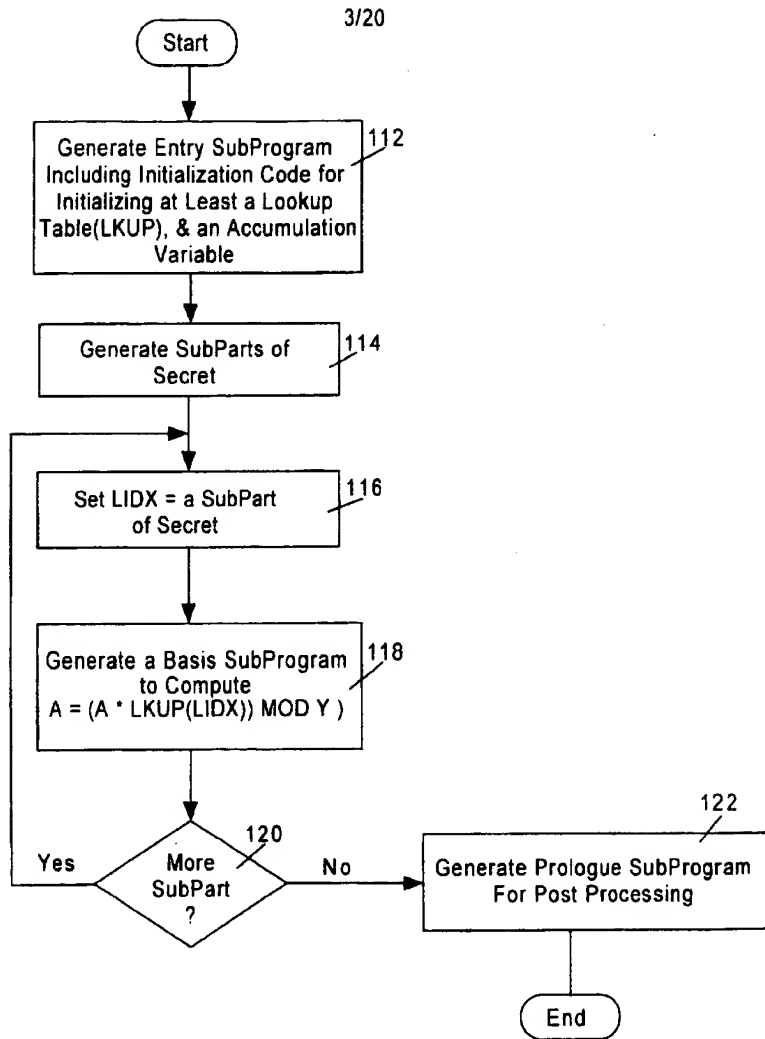 3/20
Start
112
Generate Entry SubProgram
Including Initialization Code for
Initializing at Least a Lookup
Table(LKUP), & an Accumulation
Variable
114
Generate SubParts of
Secret
116
Set LIDX = a SubPart
of Secret
118
Generate a Basis SubProgram
to Compute
A = (A * LKUP(LIDX)) MOD Y )
120
More
SubPart
?
Yes
No
122
Generate Prologue SubProgram
For Post Processing
End